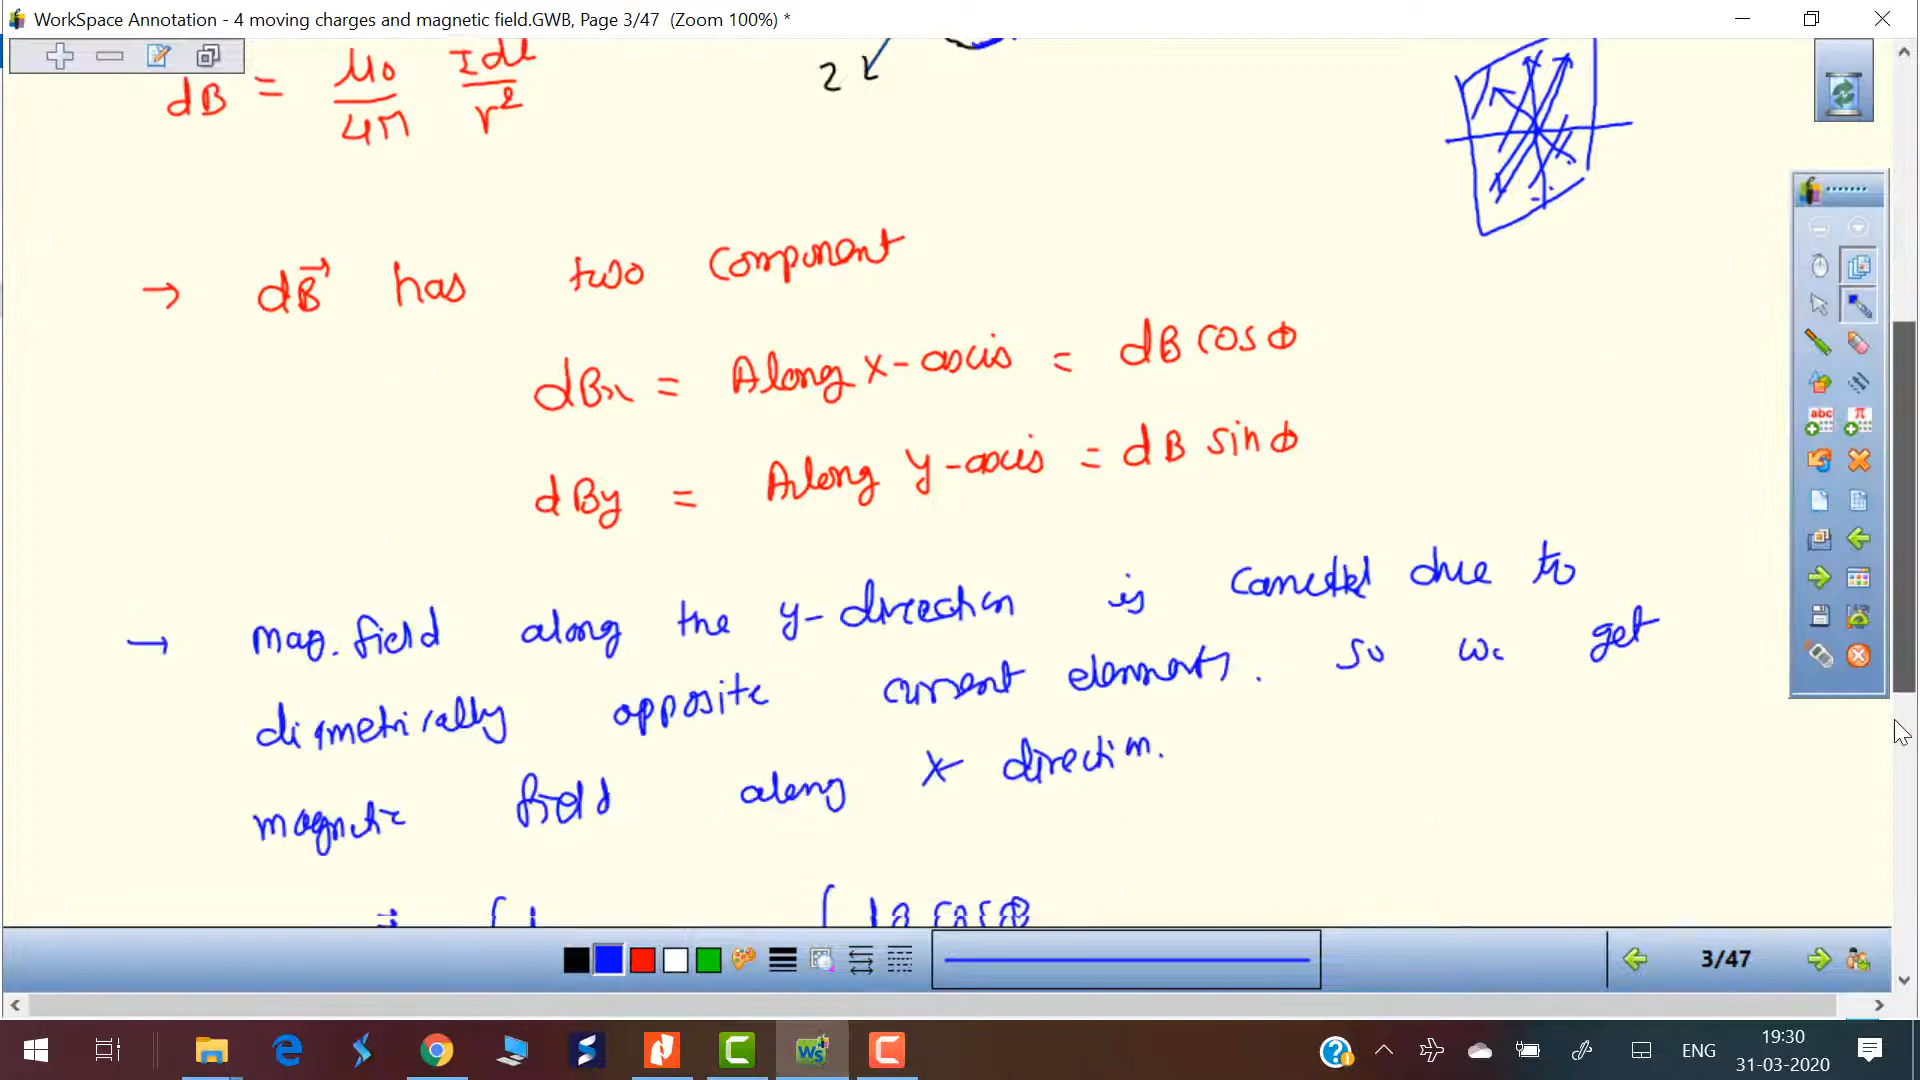 WorkSpace Annotation - 4 moving charges and magnetic field.GWB, Page 3/47 (Zoom 100%) *
dB = μ0 / 4π Idl / r²
z
→ dB⃗ has two component
dBx = Along x-axis = dB cos ϕ
dBy = Along y-axis = dB sin ϕ
→ mag. field along the y-direction is cancelled due to
diametrically opposite current elements. So we get
magnetic field along x direction.
abc
π
3/47
WS
ENG
19:30
31-03-2020